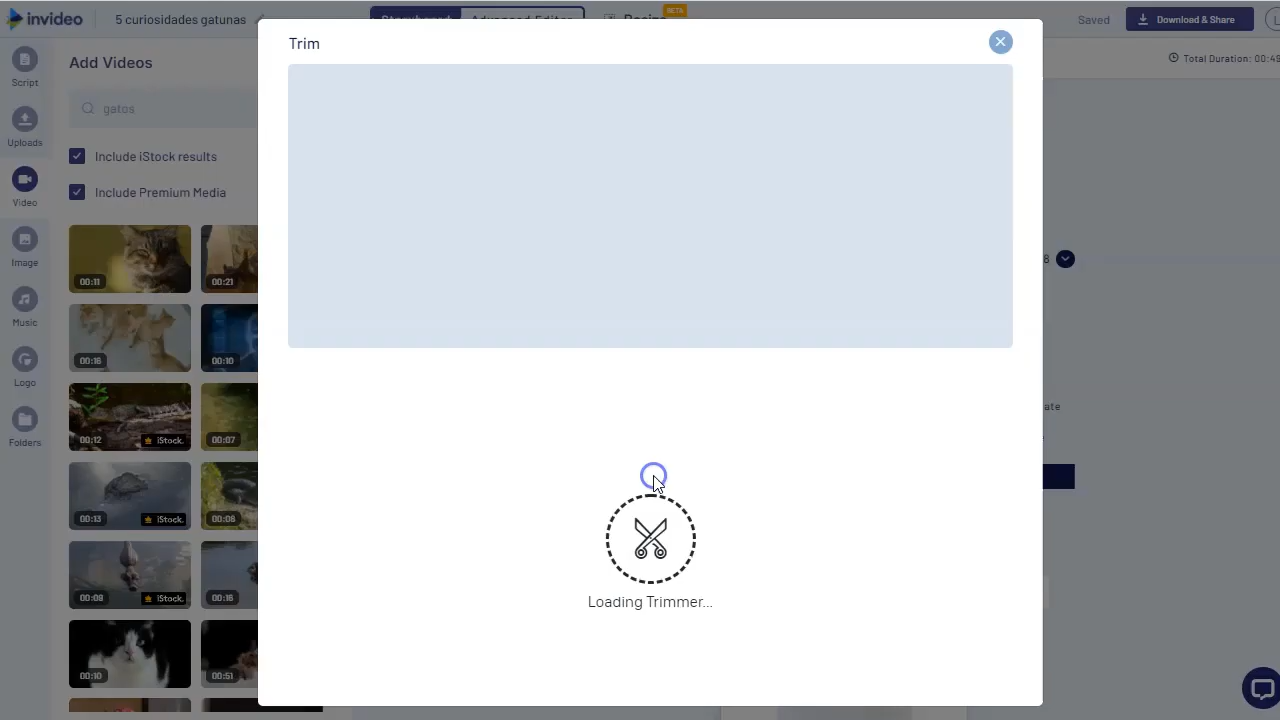 invideo
5 curiosidades gatunas
Storyboard
Advanced Editor
Resize
BETA
Saved
Download & Share
Trim
Script
Uploads
Video
Image
Music
Logo
Folders
Add Videos
gatos
Include iStock results
Include Premium Media
00:11
00:21
00:16
00:10
00:12
iStock.
00:07
00:13
iStock.
00:08
00:09
iStock.
00:16
00:10
00:51
Loading Trimmer...
Total Duration: 00:49
8
ate